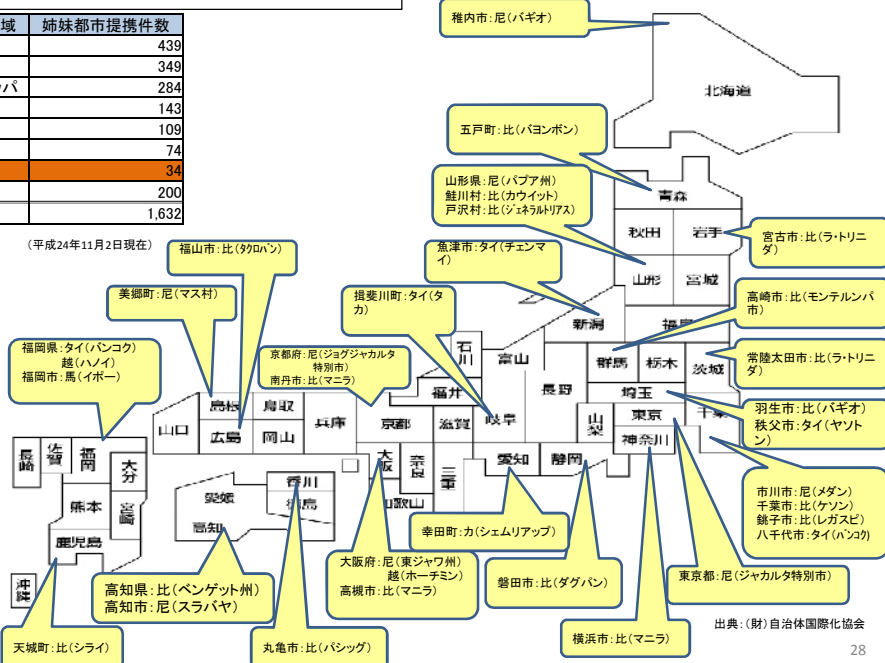 域 姉妹都市提携件数
439
349
パ 284
143
109
74
34
200
1,632
(平成24年11月2日現在)
稚内市:尼(バギオ)
北海道
五戸町:比(バヨンボン)
山形県:尼(パプア州)
鮭川村:比(カウイット)
戸沢村:比(ジェネラルトリアス)
青森
秋田 岩手
宮古市:比(ラ・トリニ
ダ)
福山市:比(タクロバン)
魚津市:タイ(チェンマ
イ)
山形 宮城
美郷町:尼(マス村)
揖斐川町:タイ(タ
カ)
高崎市:比(モンテルンパ
市)
新潟 福島
福岡県:タイ(バンコク)
越(ハノイ)
福岡市:馬(イポー)
京都府:尼(ジョグジャカルタ
特別市)
南丹市:比(マニラ)
石川 富山
群馬 栃木 茨城
常陸太田市:比(ラ・トリニ
ダ)
長野
福井
埼玉
島根 鳥取 兵庫
京都 滋賀 岐阜
山梨
東京 千葉
羽生市:比(バギオ)
秩父市:タイ(ヤソト
ン)
山口 広島 岡山
神奈川
長崎 佐賀 福岡 大分
大阪 奈良 三重
愛知 静岡
香川
徳島
愛媛
高知
和歌山
熊本 宮崎
鹿児島
市川市:尼(メダン)
千葉市:比(ケソン)
銚子市:比(レガスピ)
八千代市:タイ(バンコク)
幸田町:カ(シェムリアップ)
沖縄
高知県:比(ベンゲット州)
高知市:尼(スラバヤ)
大阪府:尼(東ジャワ州)
越(ホーチミン)
高槻市:比(マニラ)
磐田市:比(ダグパン)
東京都:尼(ジャカルタ特別市)
天城町:比(シライ)
丸亀市:比(パシッグ)
横浜市:比(マニラ)
出典:(財)自治体国際化協会
28